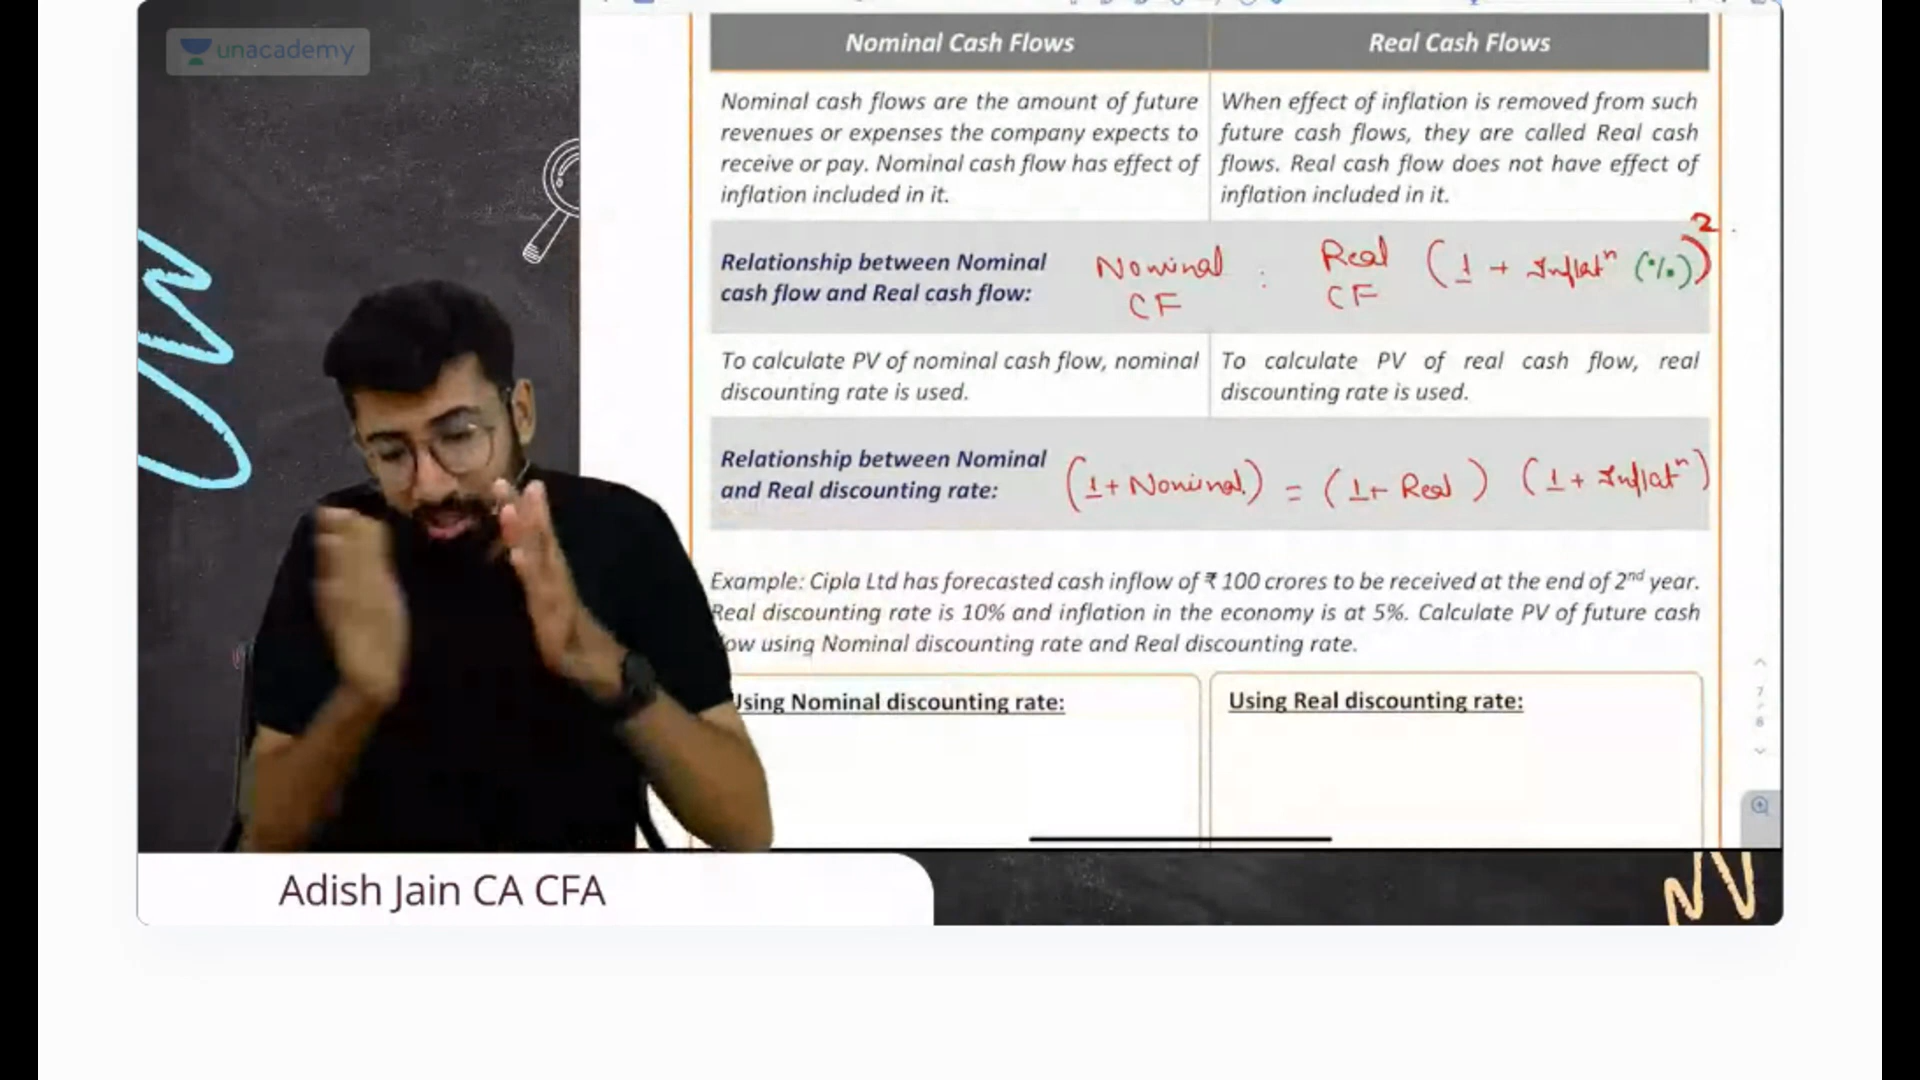 unacademy
Nominal Cash Flows
Real Cash Flows
Nominal cash flows are the amount of future
revenues or expenses the company expects to
receive or pay. Nominal cash flow has effect of
inflation included in it.
When effect of inflation is removed from such
future cash flows, they are called Real cash
flows. Real cash flow does not have effect of
inflation included in it.
Relationship between Nominal
cash flow and Real cash flow:
Nominal CF : Real CF (1 + Inflatⁿ (%))²
To calculate PV of nominal cash flow, nominal
discounting rate is used.
To calculate PV of real cash flow, real
discounting rate is used.
Relationship between Nominal
and Real discounting rate:
(1+ Nominal.) = (1+ Real) (1+ Inflatⁿ)
Example: Cipla Ltd has forecasted cash inflow of ₹ 100 crores to be received at the end of 2nd year.
Real discounting rate is 10% and inflation in the economy is at 5%. Calculate PV of future cash
ow using Nominal discounting rate and Real discounting rate.
Using Nominal discounting rate:
Using Real discounting rate:
7
8
Adish Jain CA CFA